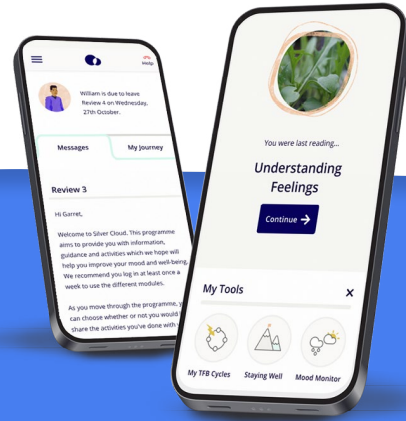 Help
William is due to leave
Review 4 on Wednesday,
27th October.
Messages
My Journey
Review 3
Hi Garret,
Welcome to Silver Cloud. This programme
aims to provide you with information,
guidance and activities which we hope will
help you improve your mood and well-being.
We recommend you log in at least once a
week to use the different modules.
As you move through the programme,
can choose whether or not you would
share the activities you've done with
You were last reading...
Understanding
Feelings
Continue →
My Tools
My TFB Cycles
Staying Well
Mood Monitor